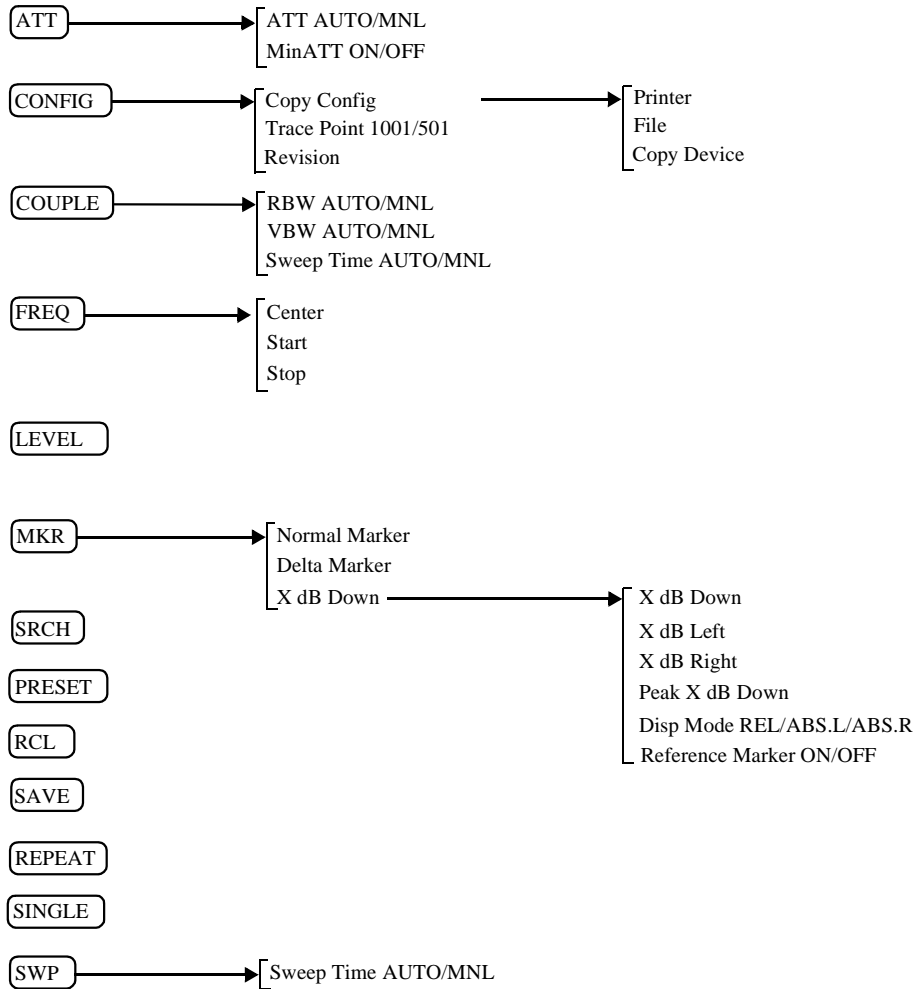 ATT
ATT AUTO/MNL
MinATT ON/OFF
CONFIG
Copy Config
Trace Point 1001/501
Revision
Printer
File
Copy Device
COUPLE
RBW AUTO/MNL
VBW AUTO/MNL
Sweep Time AUTO/MNL
FREQ
Center
Start
Stop
LEVEL
MKR
Normal Marker
Delta Marker
X dB Down
X dB Down
X dB Left
X dB Right
Peak X dB Down
Disp Mode REL/ABS.L/ABS.R
Reference Marker ON/OFF
SRCH
PRESET
RCL
SAVE
REPEAT
SINGLE
SWP
Sweep Time AUTO/MNL